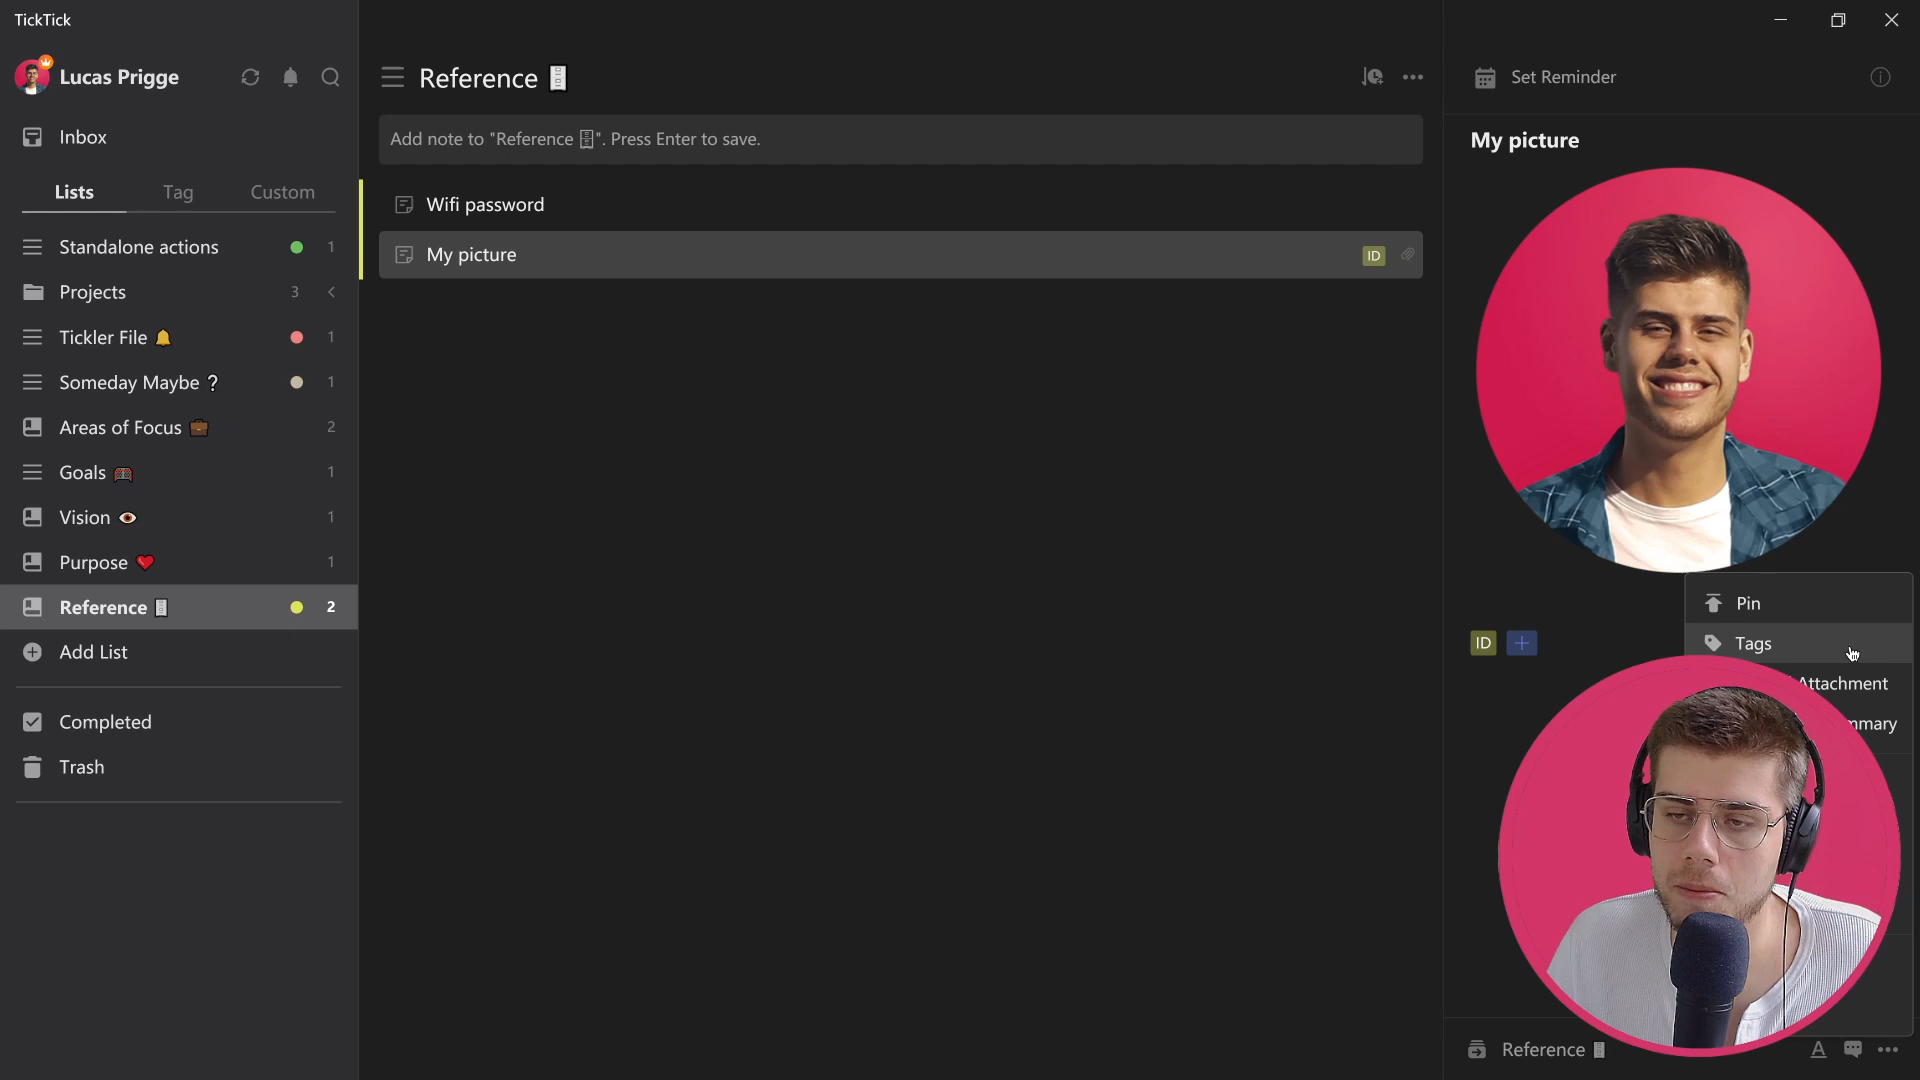 TickTick
Lucas Prigge
Inbox
Lists Tag Custom
Standalone actions 1
Projects 3
Tickler File 🔔 1
Someday Maybe ❔ 1
Areas of Focus 💼 2
Goals 🥅 1
Vision 👁️ 1
Purpose ❤️ 1
Reference 🗄 2
Add List
Completed
Trash
Reference 🗄
Add note to "Reference 🗄". Press Enter to save.
Wifi password
My picture ID
Set Reminder
My picture
Pin
ID
Tags
Attachment
Reference 🗄